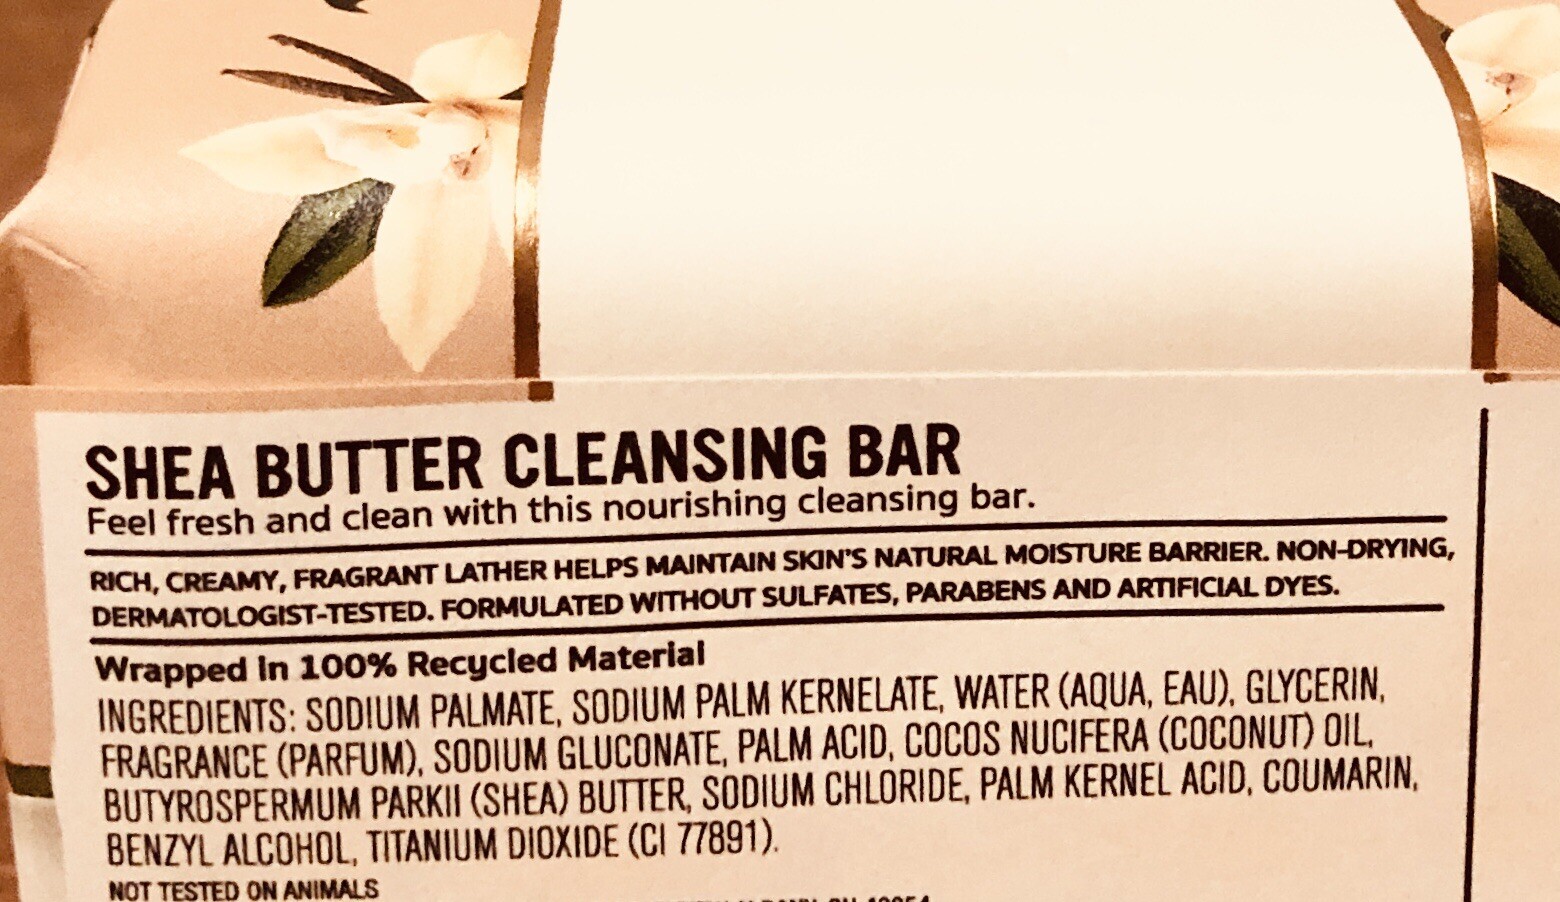 SHEA BUTTER CLEANSING BAR
Feel fresh and clean with this nourishing cleansing bar.
RICH, CREAMY, FRAGRANT LATHER HELPS MAINTAIN SKIN'S NATURAL MOISTURE BARRIER. NON-DRYING,
DERMATOLOGIST-TESTED. FORMULATED WITHOUT SULFATES, PARABENS AND ARTIFICIAL DYES.
Wrapped in 100% Recycled Material
INGREDIENTS: SODIUM PALMATE, SODIUM PALM KERNELATE, WATER (AQUA, EAU), GLYCERIN,
FRAGRANCE (PARFUM), SODIUM GLUCONATE, PALM ACID, COCOS NUCIFERA (COCONUT) OIL,
BUTYROSPERMUM PARKII (SHEA) BUTTER, SODIUM CHLORIDE, PALM KERNEL ACID, COUMARIN,
BENZYL ALCOHOL, TITANIUM DIOXIDE (CI 77891).
NOT TESTED ON ANIMALS